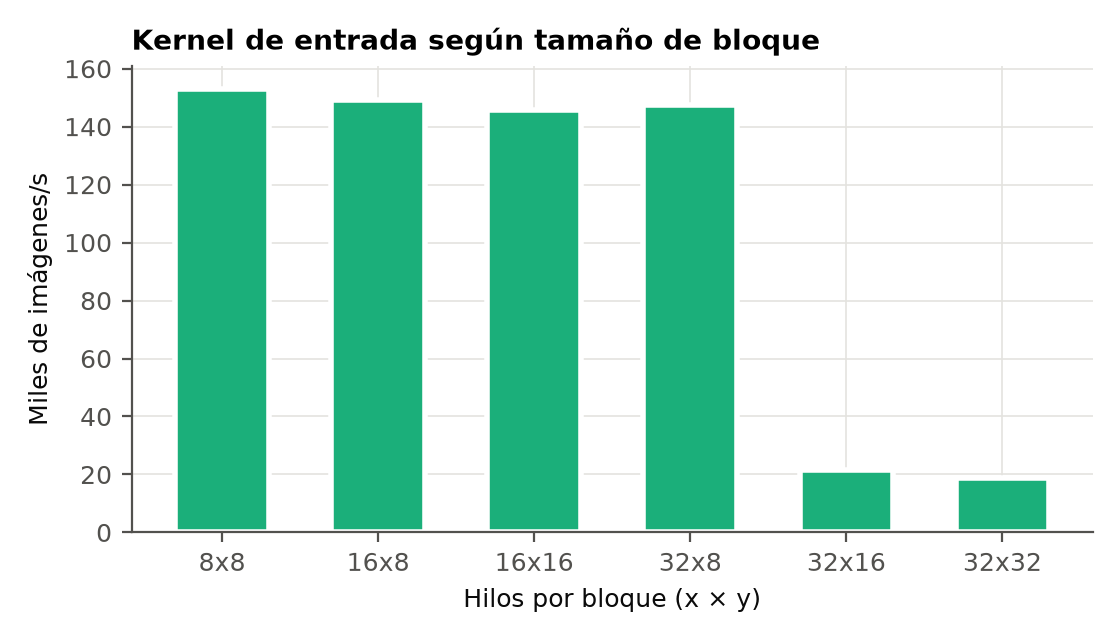 Kernel de entrada según tamaño de bloque
Miles de imágenes/s
160
140
120
100
80
60
40
20
0
8x8 16x8 16x16 32x8 32x16 32x32
Hilos por bloque (x × y)